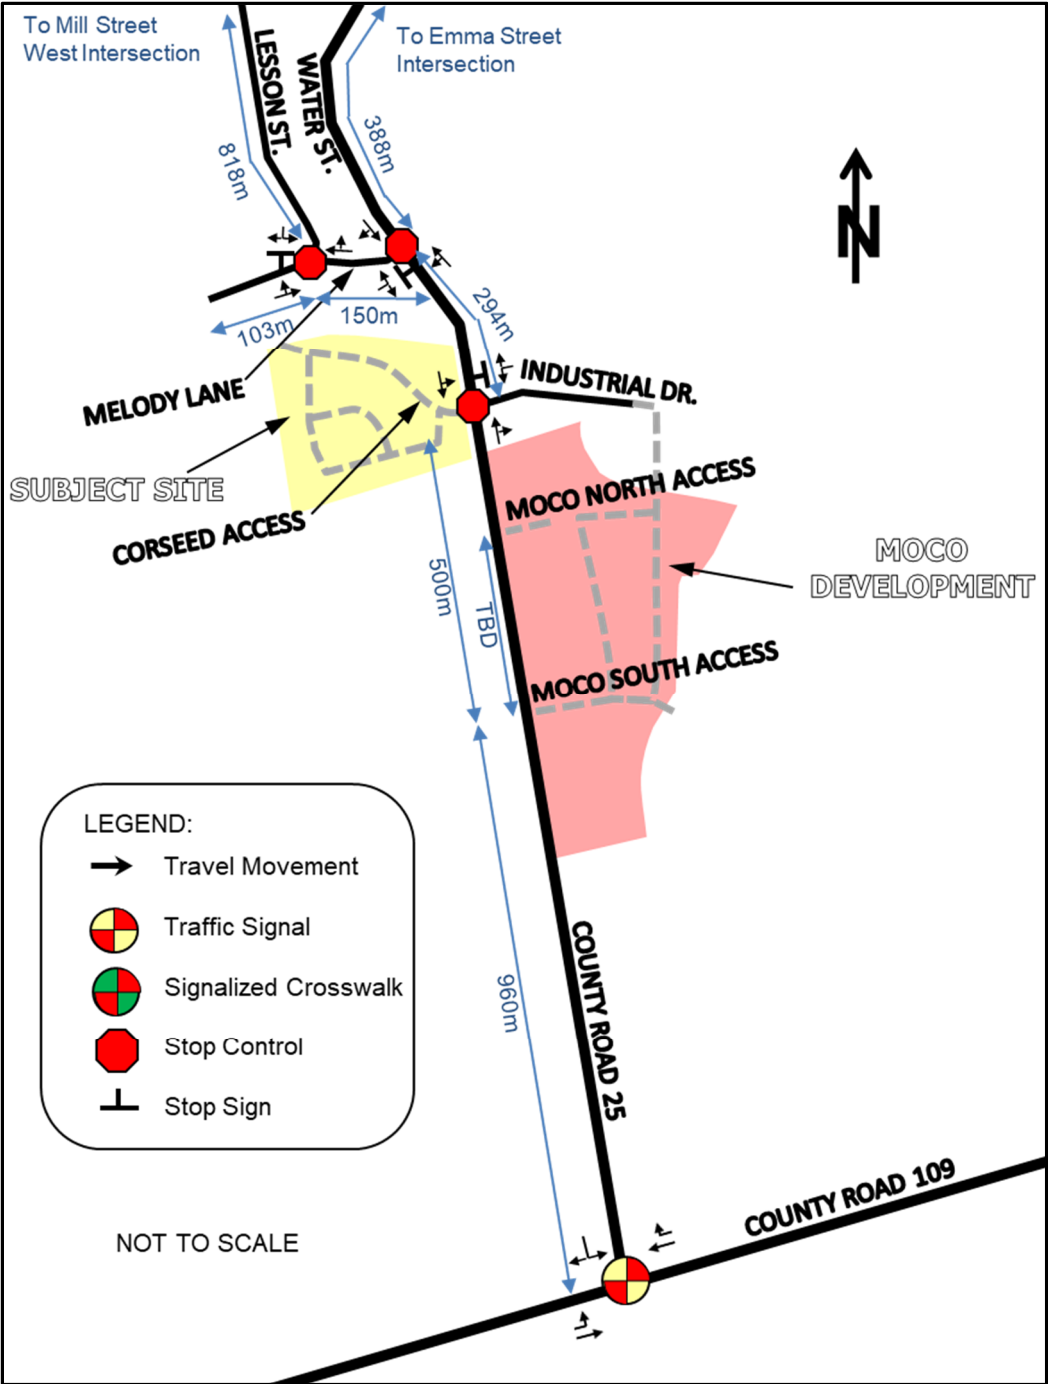 To Mill Street
West Intersection
To Emma Street
Intersection
LESSON ST.
WATER ST.
818m
388m
N
103m
150m
294m
INDUSTRIAL DR.
MELODY LANE
SUBJECT SITE
CORSEED ACCESS
MOCO NORTH ACCESS
MOCO
DEVELOPMENT
500m
TBD
MOCO SOUTH ACCESS
LEGEND:
Travel Movement
Traffic Signal
Signalized Crosswalk
Stop Control
Stop Sign
960m
COUNTY ROAD 25
COUNTY ROAD 109
NOT TO SCALE